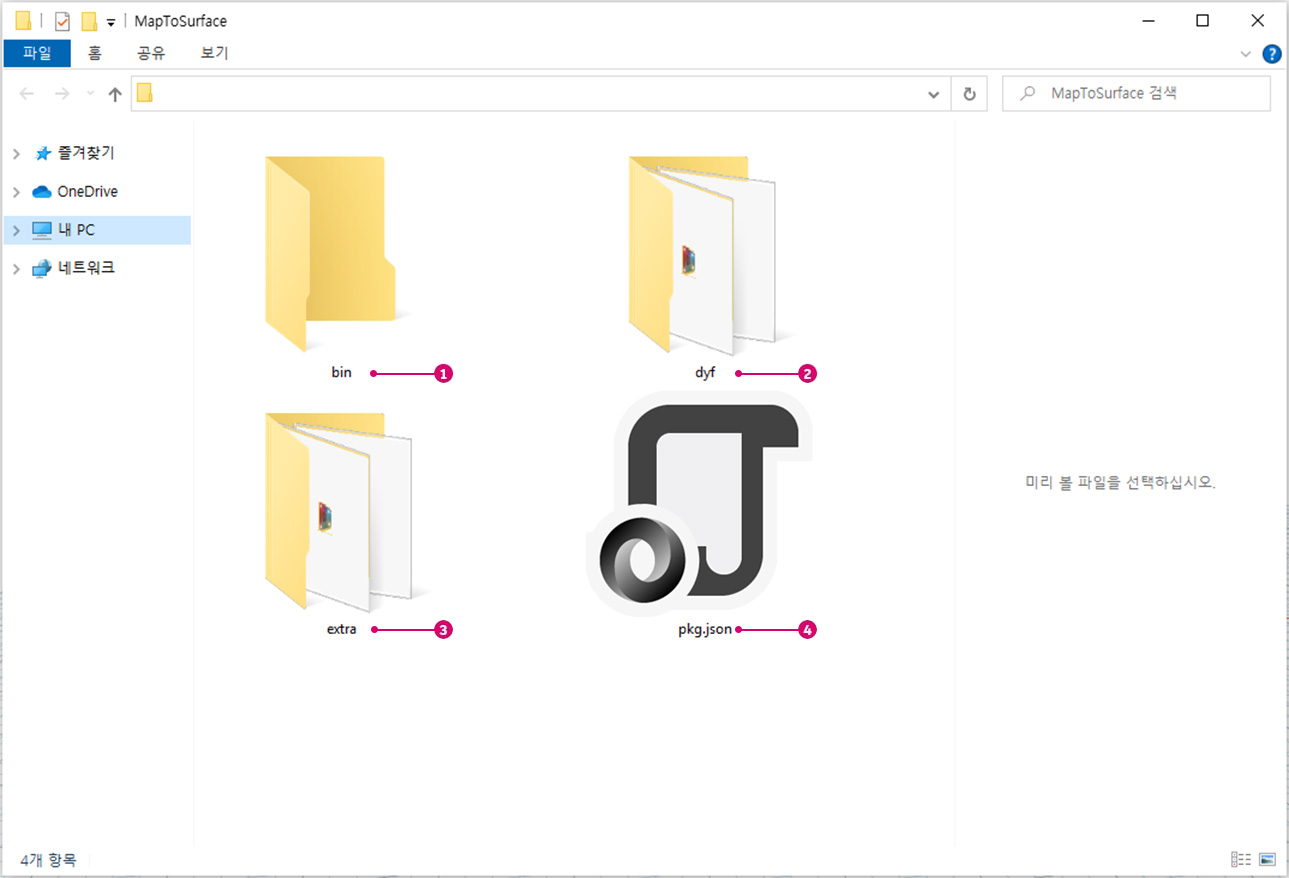 MapToSurface
파일 홈 공유 보기
MapToSurface 검색
즐겨찾기
OneDrive
내 PC
네트워크
bin 1
dyf 2
extra 3
pkg.json 4
미리 볼 파일을 선택하십시오.
4개 항목